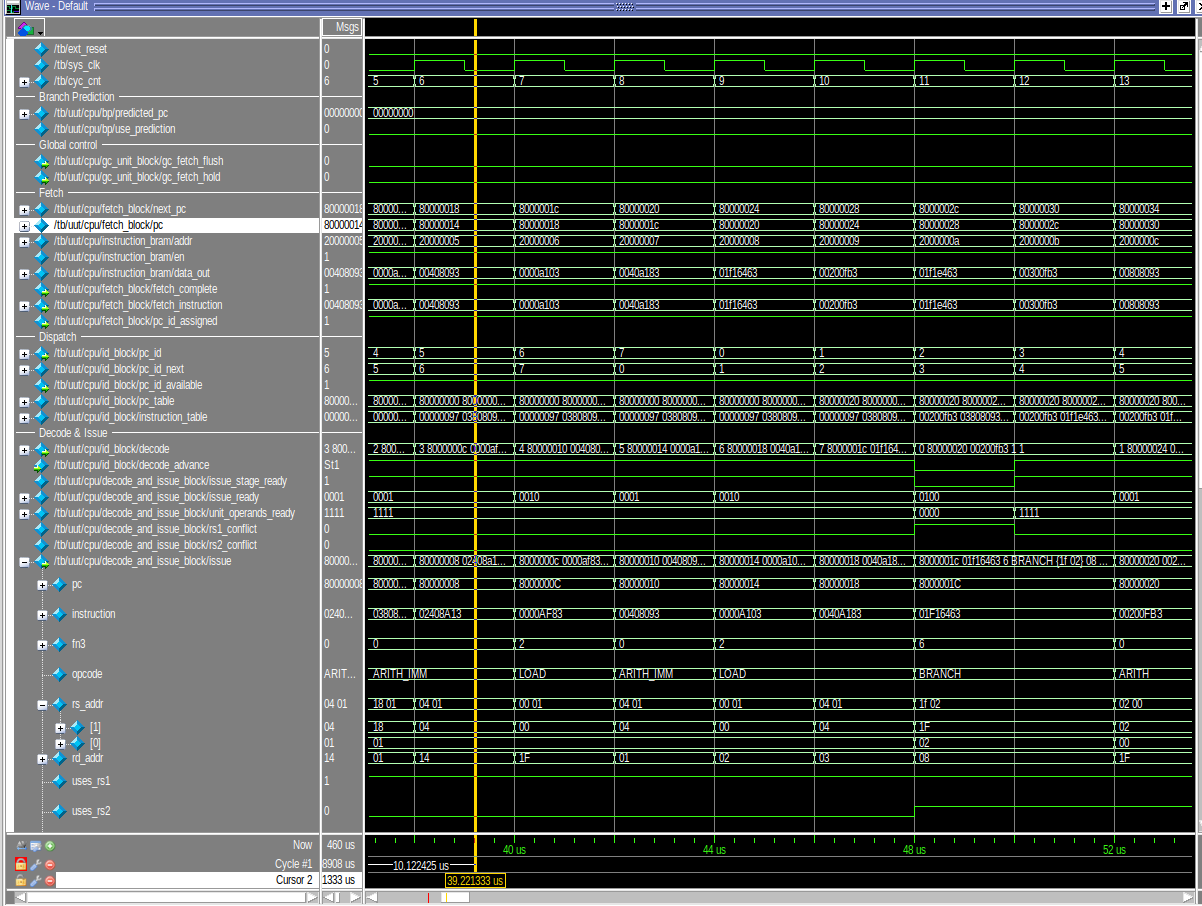 Wave - Default
Msgs
/tb/ext_reset 0
/tb/sys_clk 0
/tb/cyc_cnt 6 5 6 7 8 9 10 11 12 13
Branch Prediction
/tb/uut/cpu/bp/predicted_pc 00000000 00000000
/tb/uut/cpu/bp/use_prediction 0
Global control
/tb/uut/cpu/gc_unit_block/gc_fetch_flush 0
/tb/uut/cpu/gc_unit_block/gc_fetch_hold 0
Fetch
/tb/uut/cpu/fetch_block/next_pc 80000018 80000... 80000018 8000001c 80000020 80000024 80000028 8000002c 80000030 80000034
/tb/uut/cpu/fetch_block/pc 80000014 80000... 80000014 80000018 8000001c 80000020 80000024 80000028 8000002c 80000030
/tb/uut/cpu/instruction_bram/addr 20000005 20000... 20000005 20000006 20000007 20000008 20000009 2000000a 2000000b 2000000c
/tb/uut/cpu/instruction_bram/en 1
/tb/uut/cpu/instruction_bram/data_out 00408093 0000a... 00408093 0000a103 0040a183 01f16463 00200fb3 01f1e463 00300fb3 00808093
/tb/uut/cpu/fetch_block/fetch_complete 1
/tb/uut/cpu/fetch_block/fetch_instruction 00408093 0000a... 00408093 0000a103 0040a183 01f16463 00200fb3 01f1e463 00300fb3 00808093
/tb/uut/cpu/fetch_block/pc_id_assigned 1
Dispatch
/tb/uut/cpu/id_block/pc_id 5 4 5 6 7 0 1 2 3 4
/tb/uut/cpu/id_block/pc_id_next 6 5 6 7 0 1 2 3 4 5
/tb/uut/cpu/id_block/pc_id_available 1
/tb/uut/cpu/id_block/pc_table 80000... 80000... 80000000 8000000... 80000000 8000000... 80000000 8000000... 80000000 8000000... 80000020 8000000... 80000020 8000002... 80000020 8000002... 80000020 800...
/tb/uut/cpu/id_block/instruction_table 00000... 00000... 00000097 0380809... 00000097 0380809... 00000097 0380809... 00000097 0380809 00000097 0380809... 00200fb3 03808093... 00200fb3 01f1e463... 00200fb3 01f...
Decode & Issue
/tb/uut/cpu/id_block/decode 3 800... 2 800... 3 8000000c 0000af... 4 80000010 004080... 5 80000014 0000a1... 6 80000018 0040a1... 7 8000001c 01f164... 0 80000020 00200fb3 1 1 1 80000024 0...
/tb/uut/cpu/id_block/decode_advance St1
/tb/uut/cpu/decode_and_issue_block/issue_stage_ready 1
/tb/uut/cpu/decode_and_issue_block/issue_ready 0001 0001 0010 0001 0010 0100 0001
/tb/uut/cpu/decode_and_issue_block/unit_operands_ready 1111 1111 0000 1111
/tb/uut/cpu/decode_and_issue_block/rs1_conflict 0
/tb/uut/cpu/decode_and_issue_block/rs2_conflict 0
/tb/uut/cpu/decode_and_issue_block/issue 80000... 80000... 80000008 02408a1... 8000000c 0000af83... 80000010 0040809... 80000014 0000a10... 80000018 0040a18... 8000001c 01f16463 6 BRANCH {1f 02} 08 ... 80000020 002...
pc 80000008 80000... 80000008 8000000C 80000010 80000014 80000018 8000001C 80000020
instruction 0240... 03808... 02408A13 0000AF83 00408093 0000A103 0040A183 01F16463 00200FB3
fn3 0 0 2 0 2 6 0
opcode ARIT... ARITH_IMM LOAD ARITH_IMM LOAD BRANCH ARITH
rs_addr 04 01 18 01 04 01 00 01 04 01 00 01 04 01 1f 02 02 00
[1] 04 18 04 00 04 00 04 1F 02
[0] 01 01 02 00
rd_addr 14 01 14 1F 01 02 03 08 1F
uses_rs1 1
uses_rs2 0
Now 460 us 40 us 44 us 48 us 52 us
Cycle #1 8908 us 10.122425 us
Cursor 2 1333 us 39.221333 us